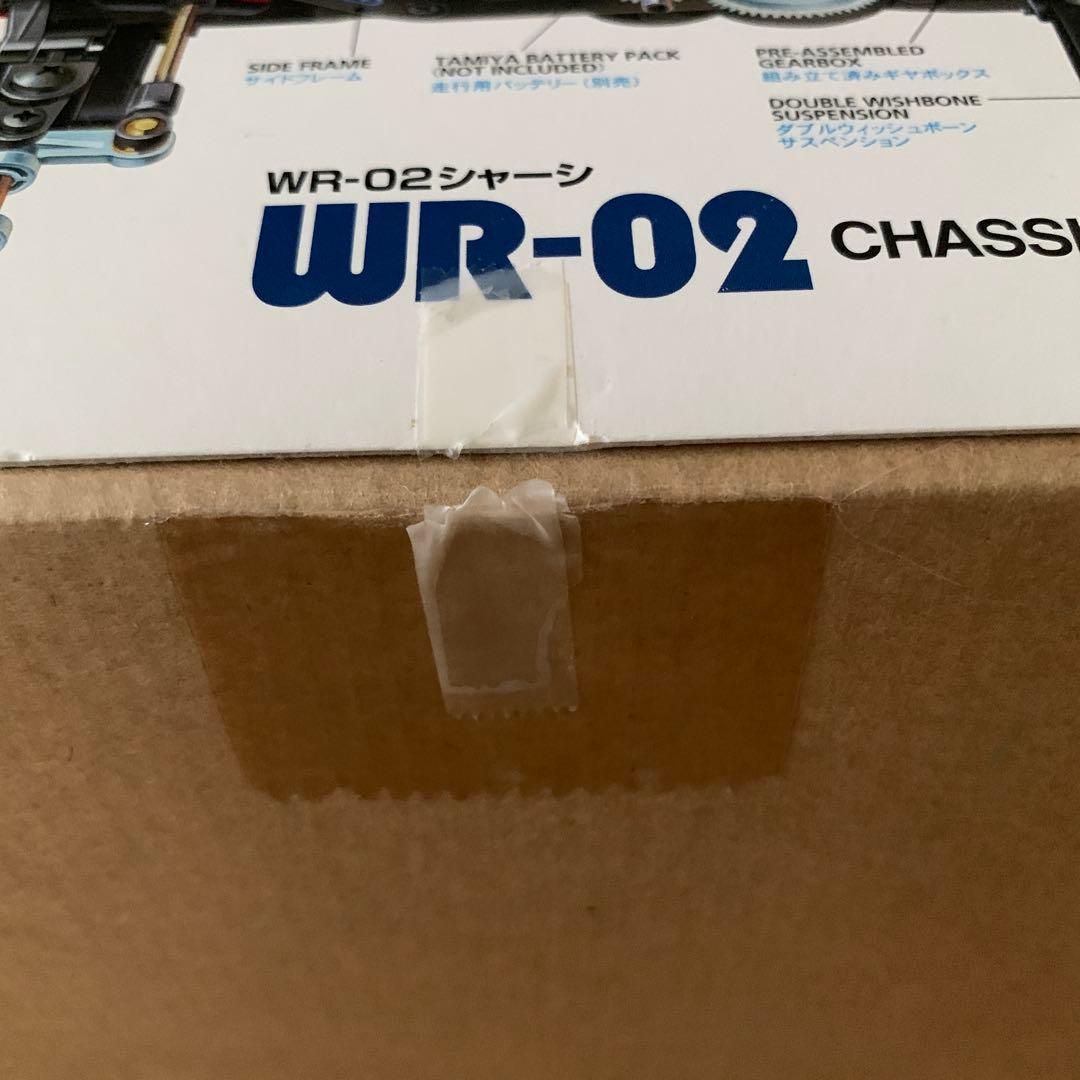 SIDE FRAME
サイドフレーム
TAMIYA BATTERY PACK
(NOT INCLUDED)
走行用バッテリー(別売)
PRE-ASSEMBLED
GEARBOX
組み立て済みギヤボックス
DOUBLE WISHBONE
SUSPENSION
ダブルウィッシュボーン
サスペンション
WR-02シャーシ
WR-02 CHASSI